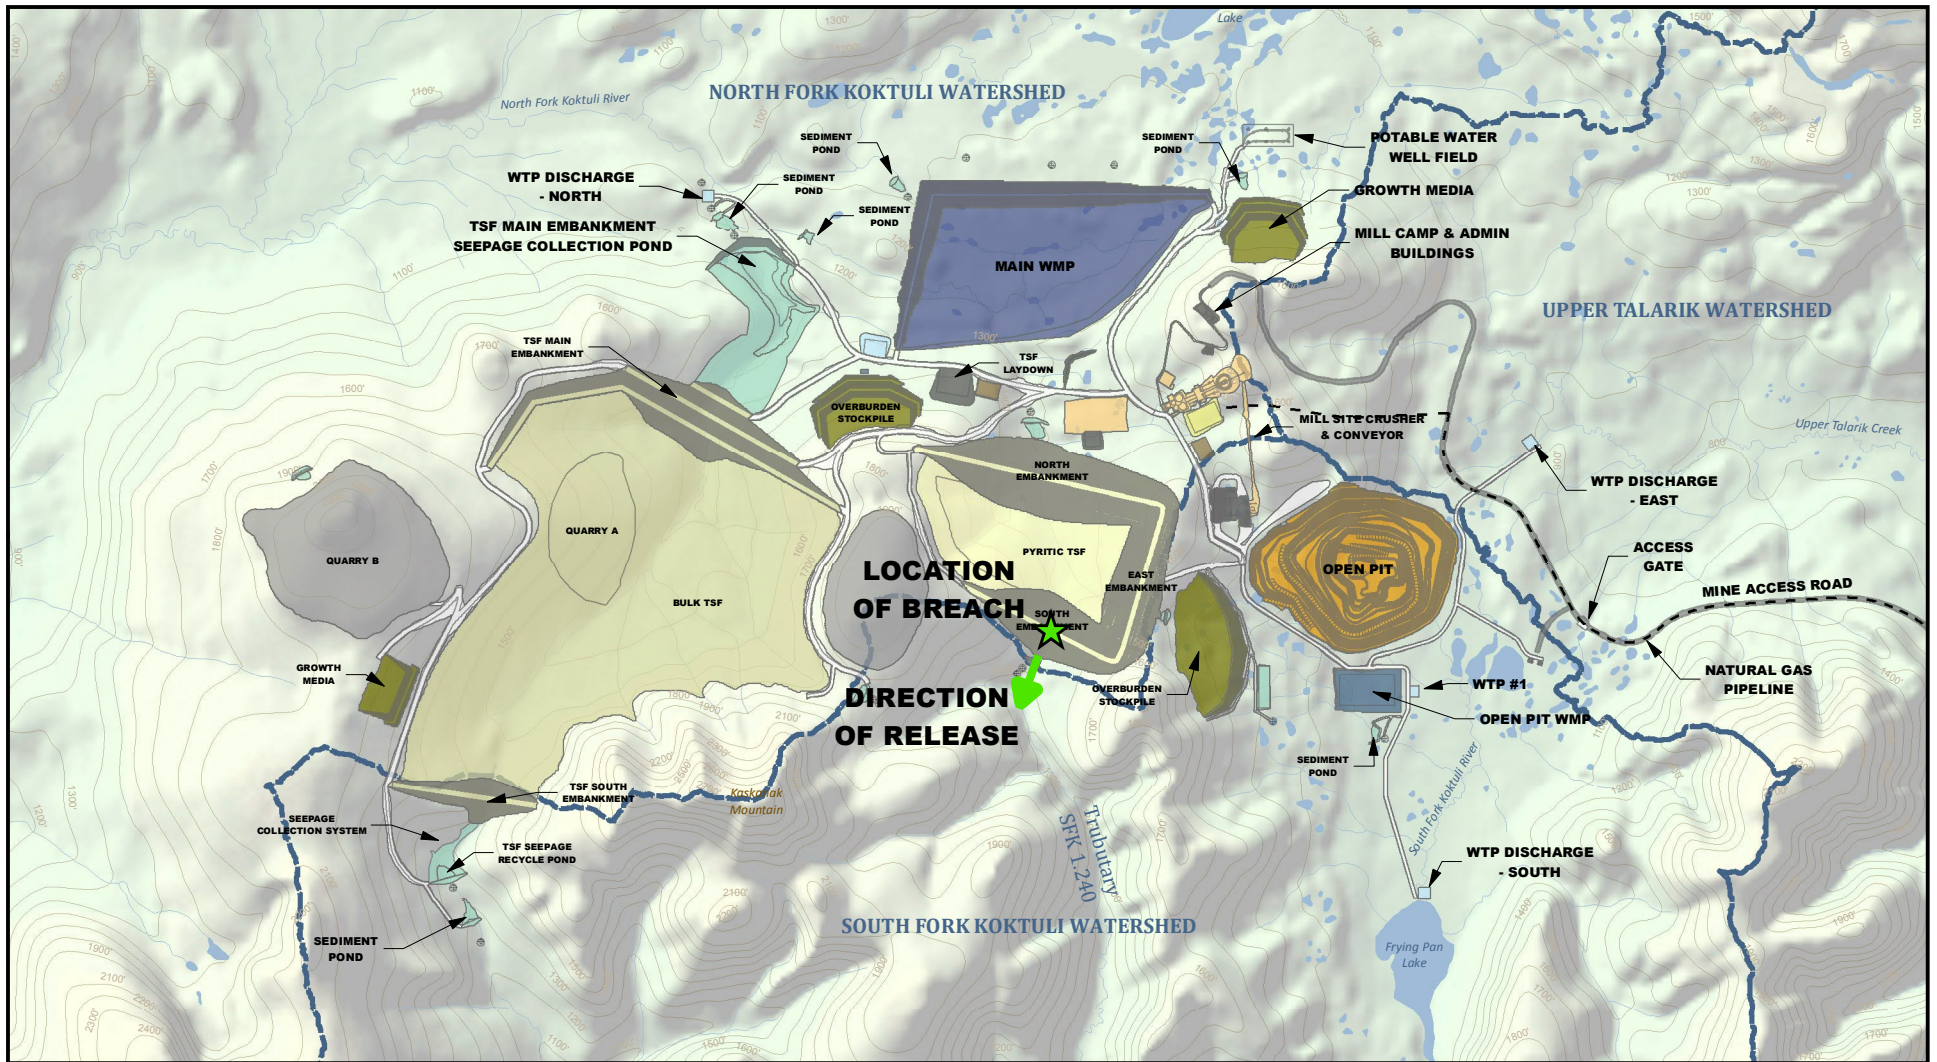 Lake
NORTH FORK KOKTULI WATERSHED
North Fork Koktuli River
SEDIMENT
POND
SEDIMENT
POND
POTABLE WATER
WELL FIELD
WTP DISCHARGE
- NORTH
SEDIMENT
POND
GROWTH MEDIA
SEDIMENT
POND
TSF MAIN EMBANKMENT
SEEPAGE COLLECTION POND
MILL CAMP & ADMIN
BUILDINGS
MAIN WMP
UPPER TALARIK WATERSHED
TSF MAIN
EMBANKMENT
TSF
LAYDOWN
OVERBURDEN
STOCKPILE
MILL SITE CRUSHER
& CONVEYOR
Upper Talarik Creek
NORTH
EMBANKMENT
WTP DISCHARGE
- EAST
QUARRY A
QUARRY B
PYRITIC TSF
ACCESS
GATE
LOCATION
OF BREACH
EAST
EMBANKMENT
OPEN PIT
MINE ACCESS ROAD
BULK TSF
SOUTH
EMBANKMENT
GROWTH
MEDIA
NATURAL GAS
PIPELINE
WTP #1
DIRECTION
OF RELEASE
OVERBURDEN
STOCKPILE
OPEN PIT WMP
SEDIMENT
POND
TSF SOUTH
EMBANKMENT
Kaskanak
Mountain
South Fork Koktuli River
SEEPAGE
COLLECTION SYSTEM
TSF SEEPAGE
RECYCLE POND
Trubutary
SFK 1.240
WTP DISCHARGE
- SOUTH
SOUTH FORK KOKTULI WATERSHED
SEDIMENT
POND
Frying Pan
Lake